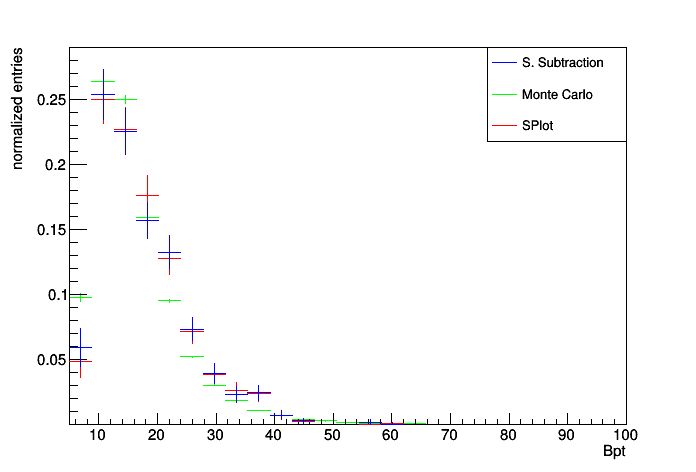 normalized entries
S. Subtraction
Monte Carlo
SPlot
0.25
0.2
0.15
0.1
0.05
10 20 30 40 50 60 70 80 90 100
Bpt